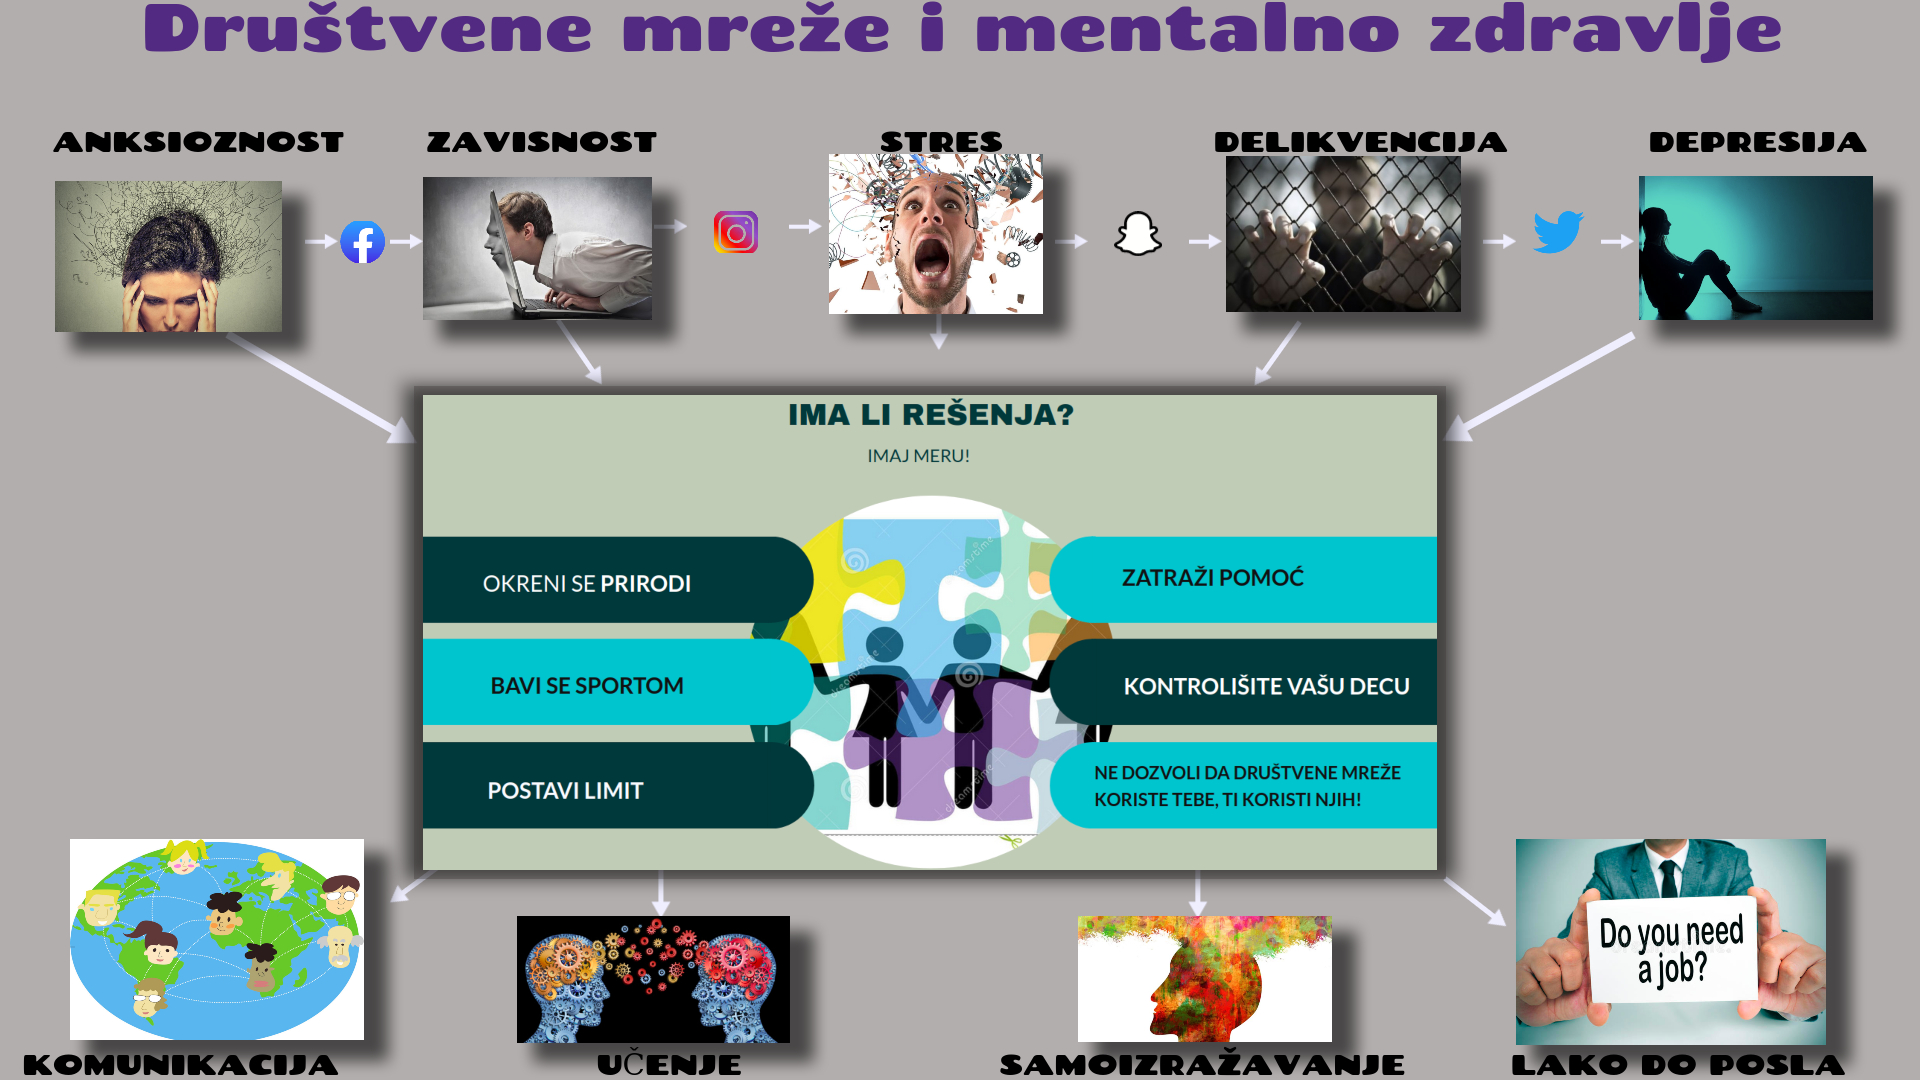 Društvene mreže i mentalno zdravlje
ANKSIOZNOST
ZAVISNOST
STRES
DELIKVENCIJA
DEPRESIJA
IMA LI REŠENJA?
IMAJ MERU!
OKRENI SE PRIRODI
ZATRAŽI POMOĆ
BAVI SE SPORTOM
KONTROLIŠITE VAŠU DECU
POSTAVI LIMIT
NE DOZVOLI DA DRUŠTVENE MREŽE
KORISTE TEBE, TI KORISTI NJIH!
Do you need
a job?
KOMUNIKACIJA
UČENJE
SAMOIZRAŽAVANJE
LAKO DO POSLA